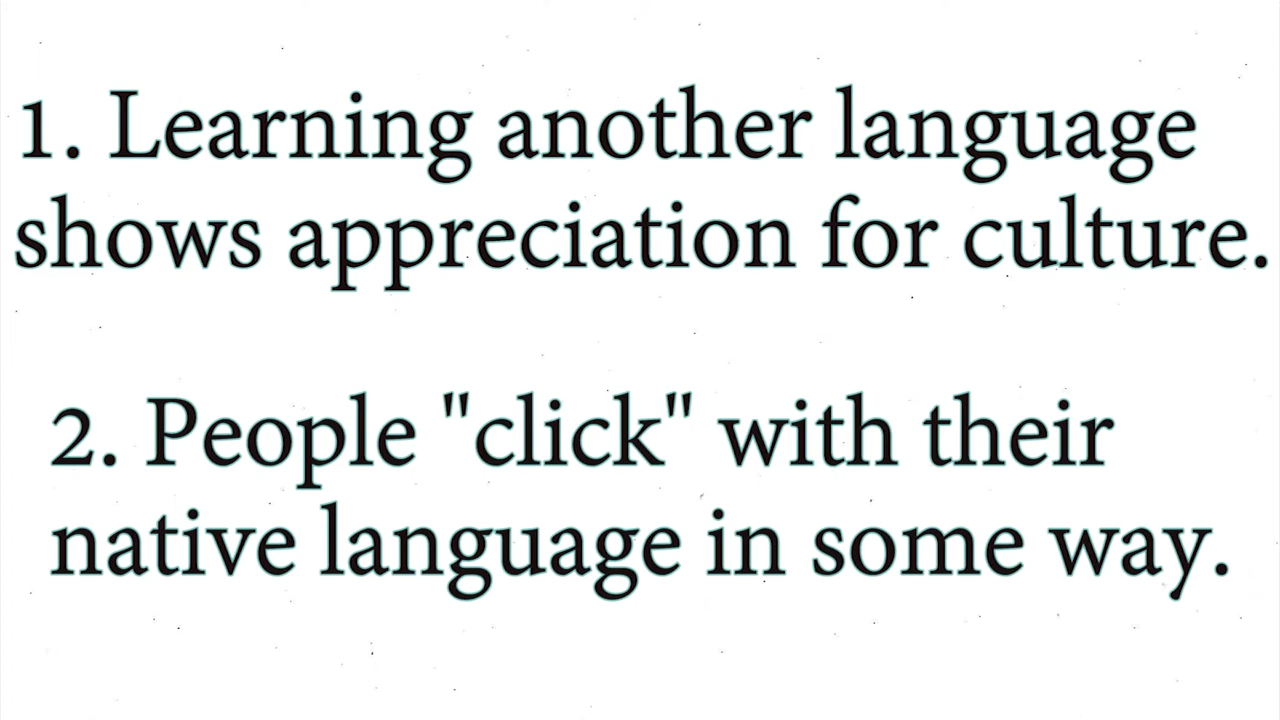 1. Learning another language
shows appreciation for culture.
2. People "click" with their
native language in some way.